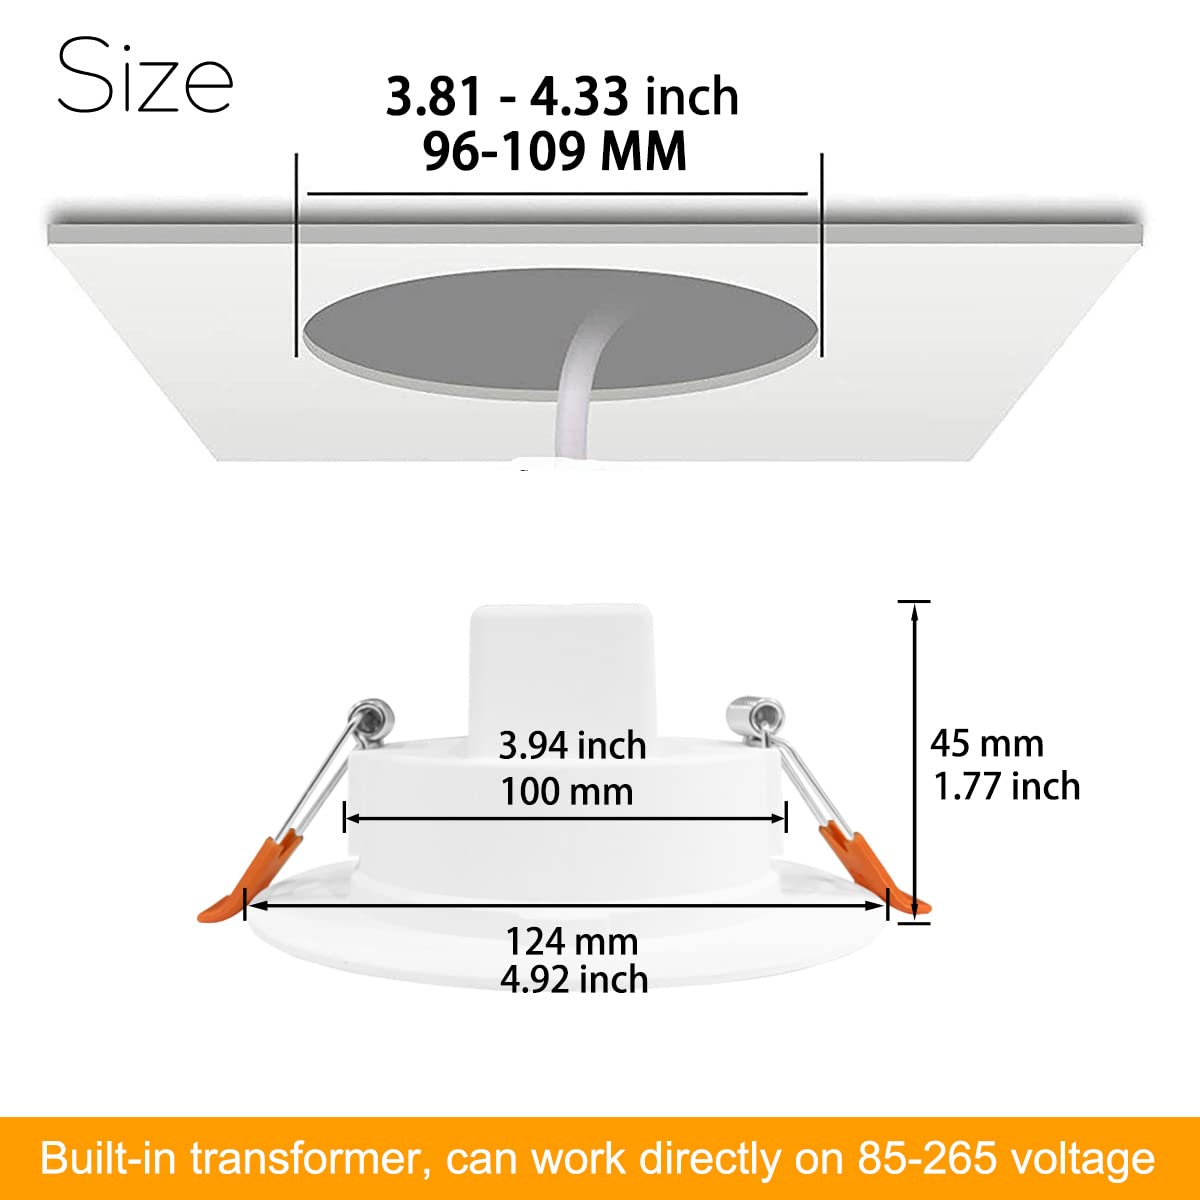 Size
3.81 - 4.33 inch
96-109 MM
3.94 inch
100 mm
45 mm
1.77 inch
124 mm
4.92 inch
Built-in transformer, can work directly on 85-265 voltage